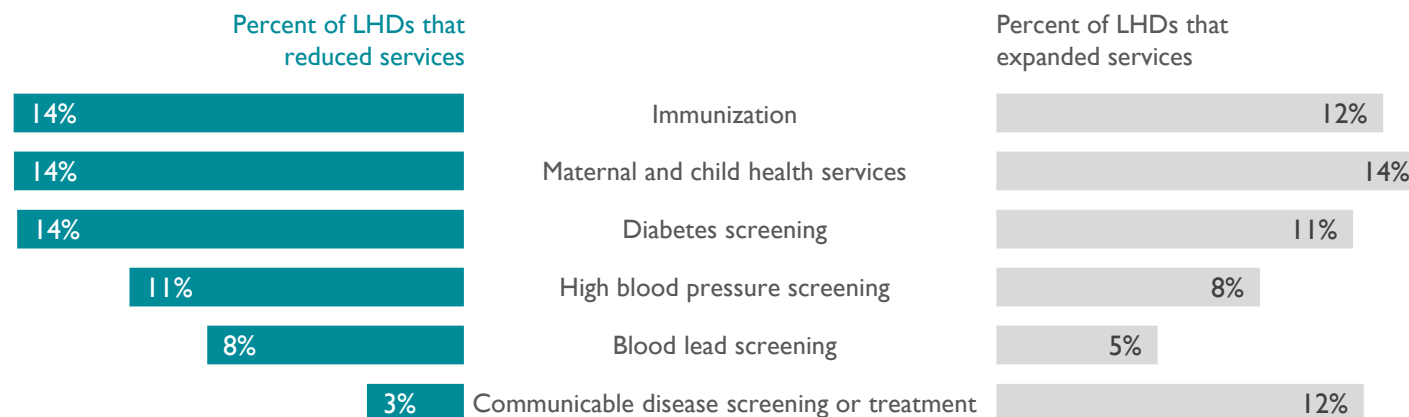 Percent of LHDs that
reduced services
Percent of LHDs that
expanded services
14% Immunization 12%
14% Maternal and child health services 14%
14% Diabetes screening 11%
11% High blood pressure screening 8%
8% Blood lead screening 5%
3% Communicable disease screening or treatment 12%